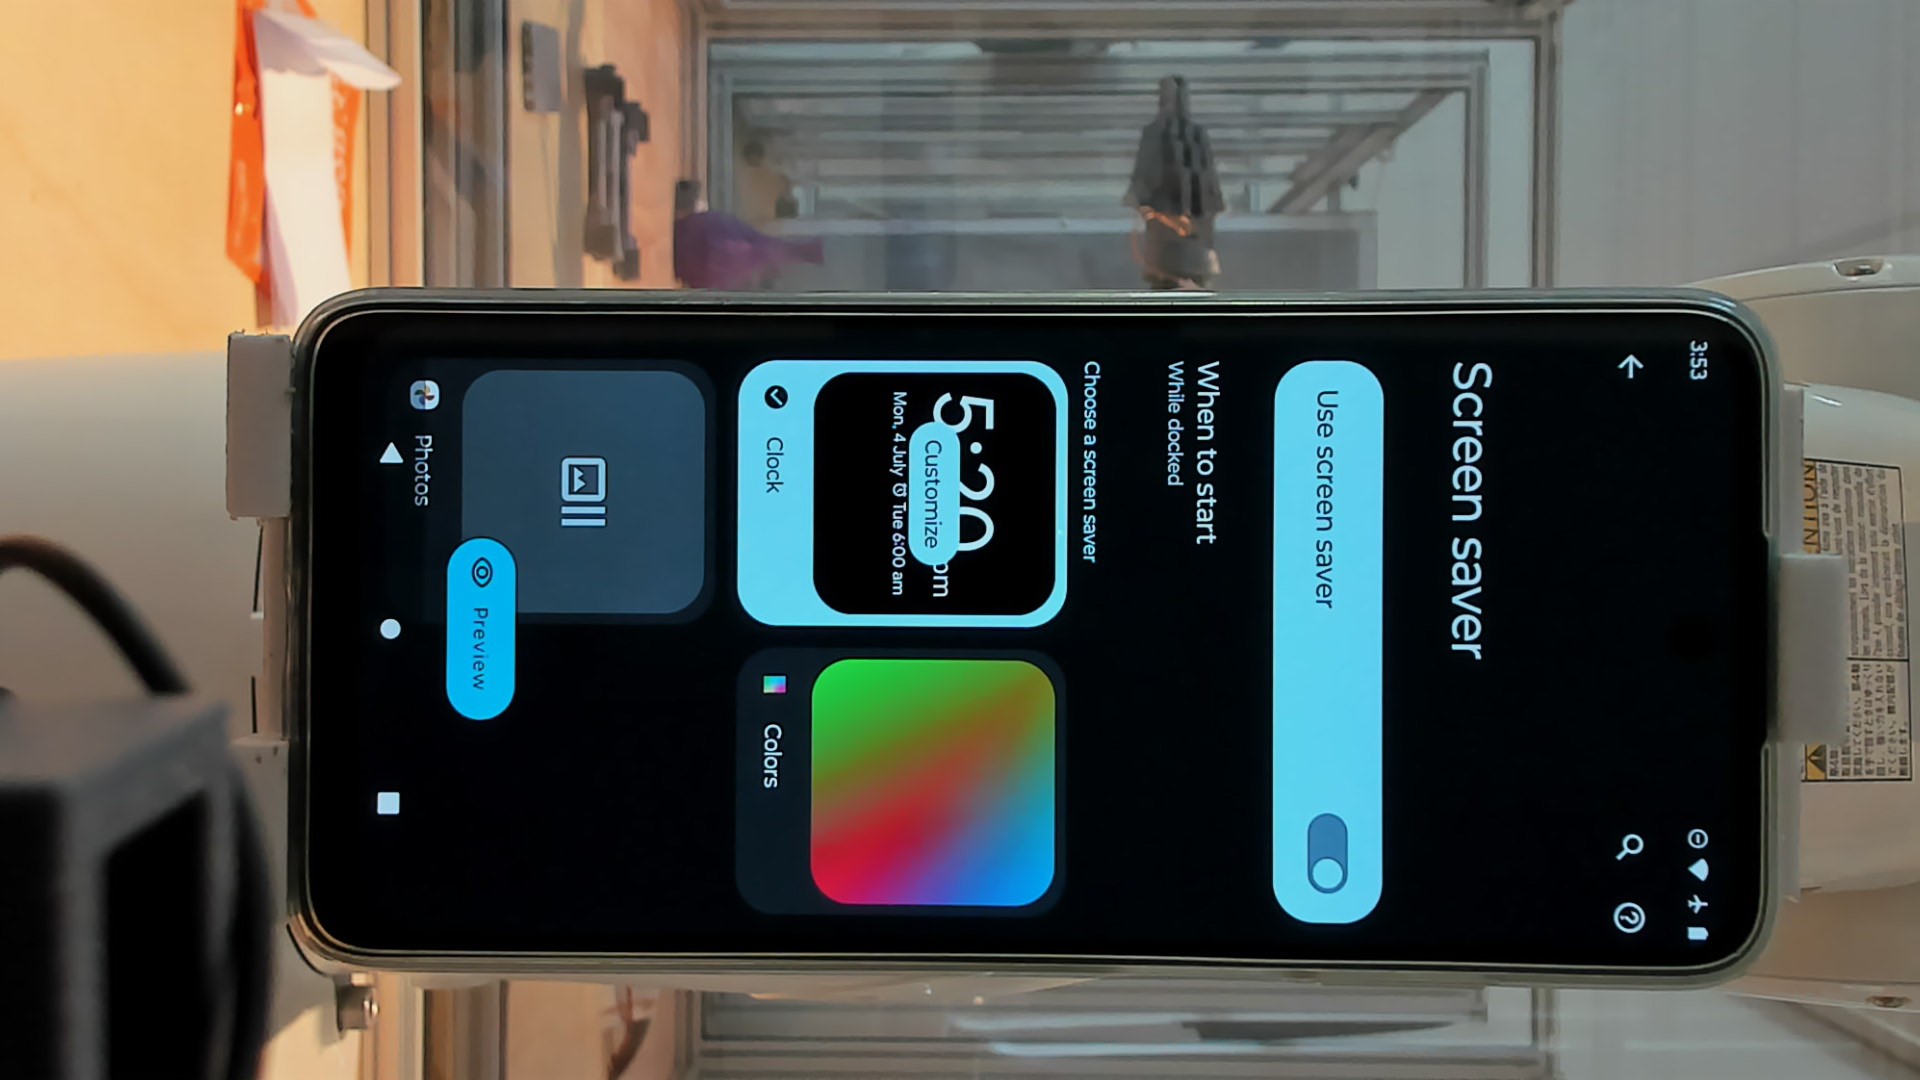 3:53
Screen saver
Use screen saver
When to start
While docked
Choose a screen saver
5:20 pm
Customize
Mon, 4 July Tue 6:00 am
Clock
Colors
Photos
Preview